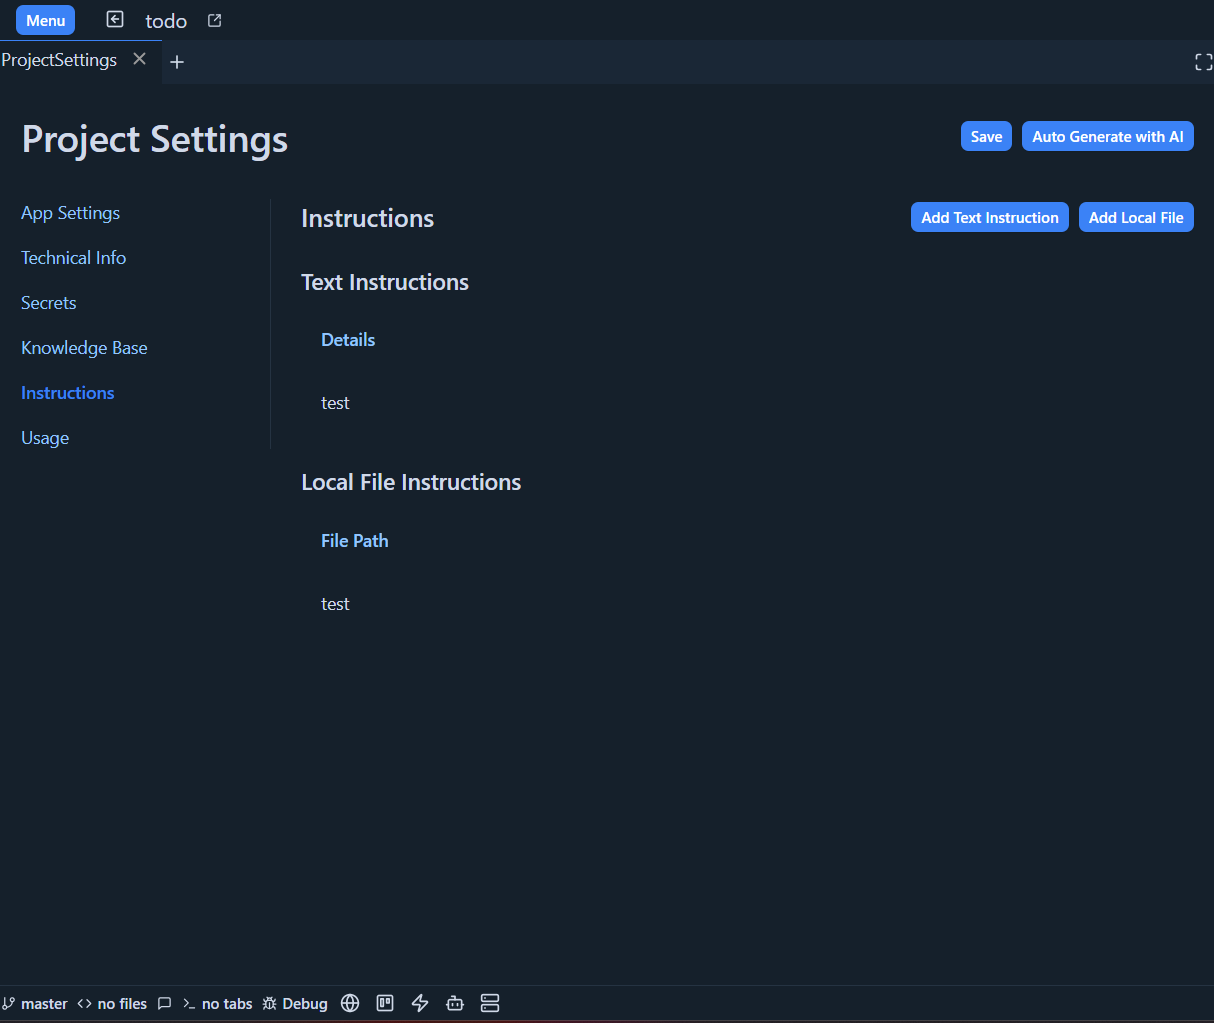 Menu todo
ProjectSettings
Project Settings
Save Auto Generate with AI
App Settings
Technical Info
Secrets
Knowledge Base
Instructions
Usage
Instructions
Add Text Instruction Add Local File
Text Instructions
Details
test
Local File Instructions
File Path
test
master no files no tabs Debug